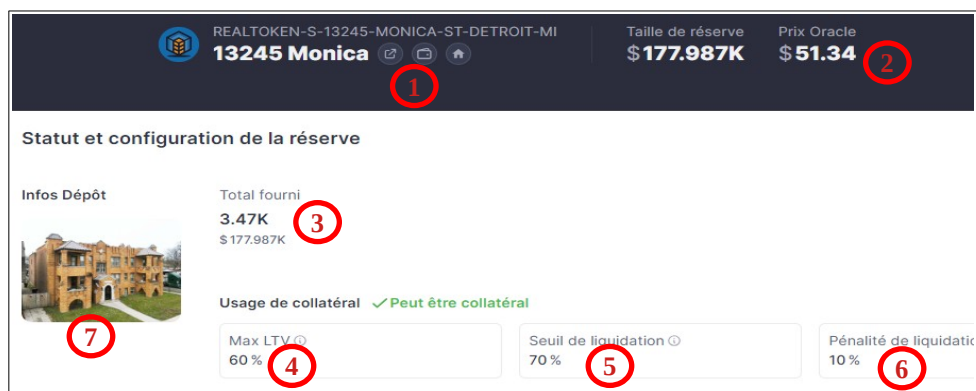 REALTOKEN-S-13245-MONICA-ST-DETROIT-MI
13245 Monica
1
Taille de réserve
$177.987K
Prix Oracle
$51.34
2
Statut et configuration de la réserve
Infos Dépôt
Total fourni
3.47K
$177.987K
3
7
Usage de collatéral ✓ Peut être collatéral
Max LTV
60 %
4
Seuil de liquidation
70 %
5
Pénalité de liquidatio
10 %
6